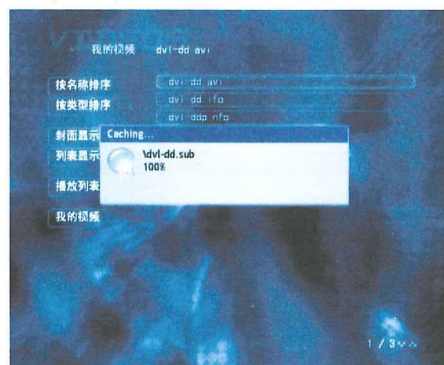 我的视频 dvl-dd avi
按名称排序 dvl-dd avi
按类型排序 dvl-dd ifo
dvl-ddp nfo
封面显示 Caching...
列表显示 \dvl-dd.sub
100%
播放列表
我的视频
1 / 3